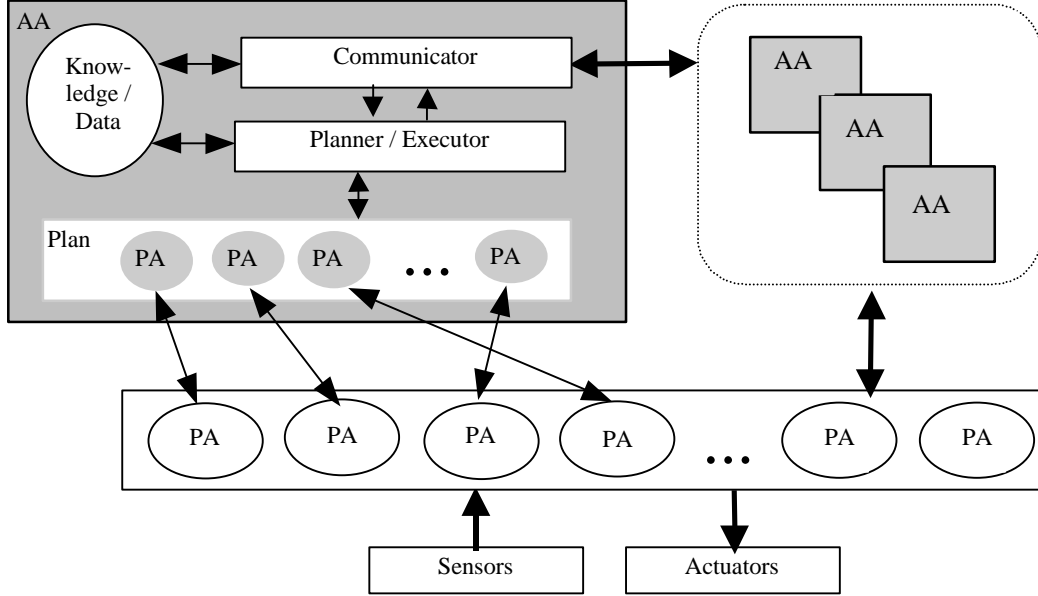 AA
Know-
ledge /
Data
Communicator
Planner / Executor
Plan
PA
PA
PA
...
PA
AA
AA
AA
PA
PA
PA
PA
...
PA
PA
Sensors
Actuators